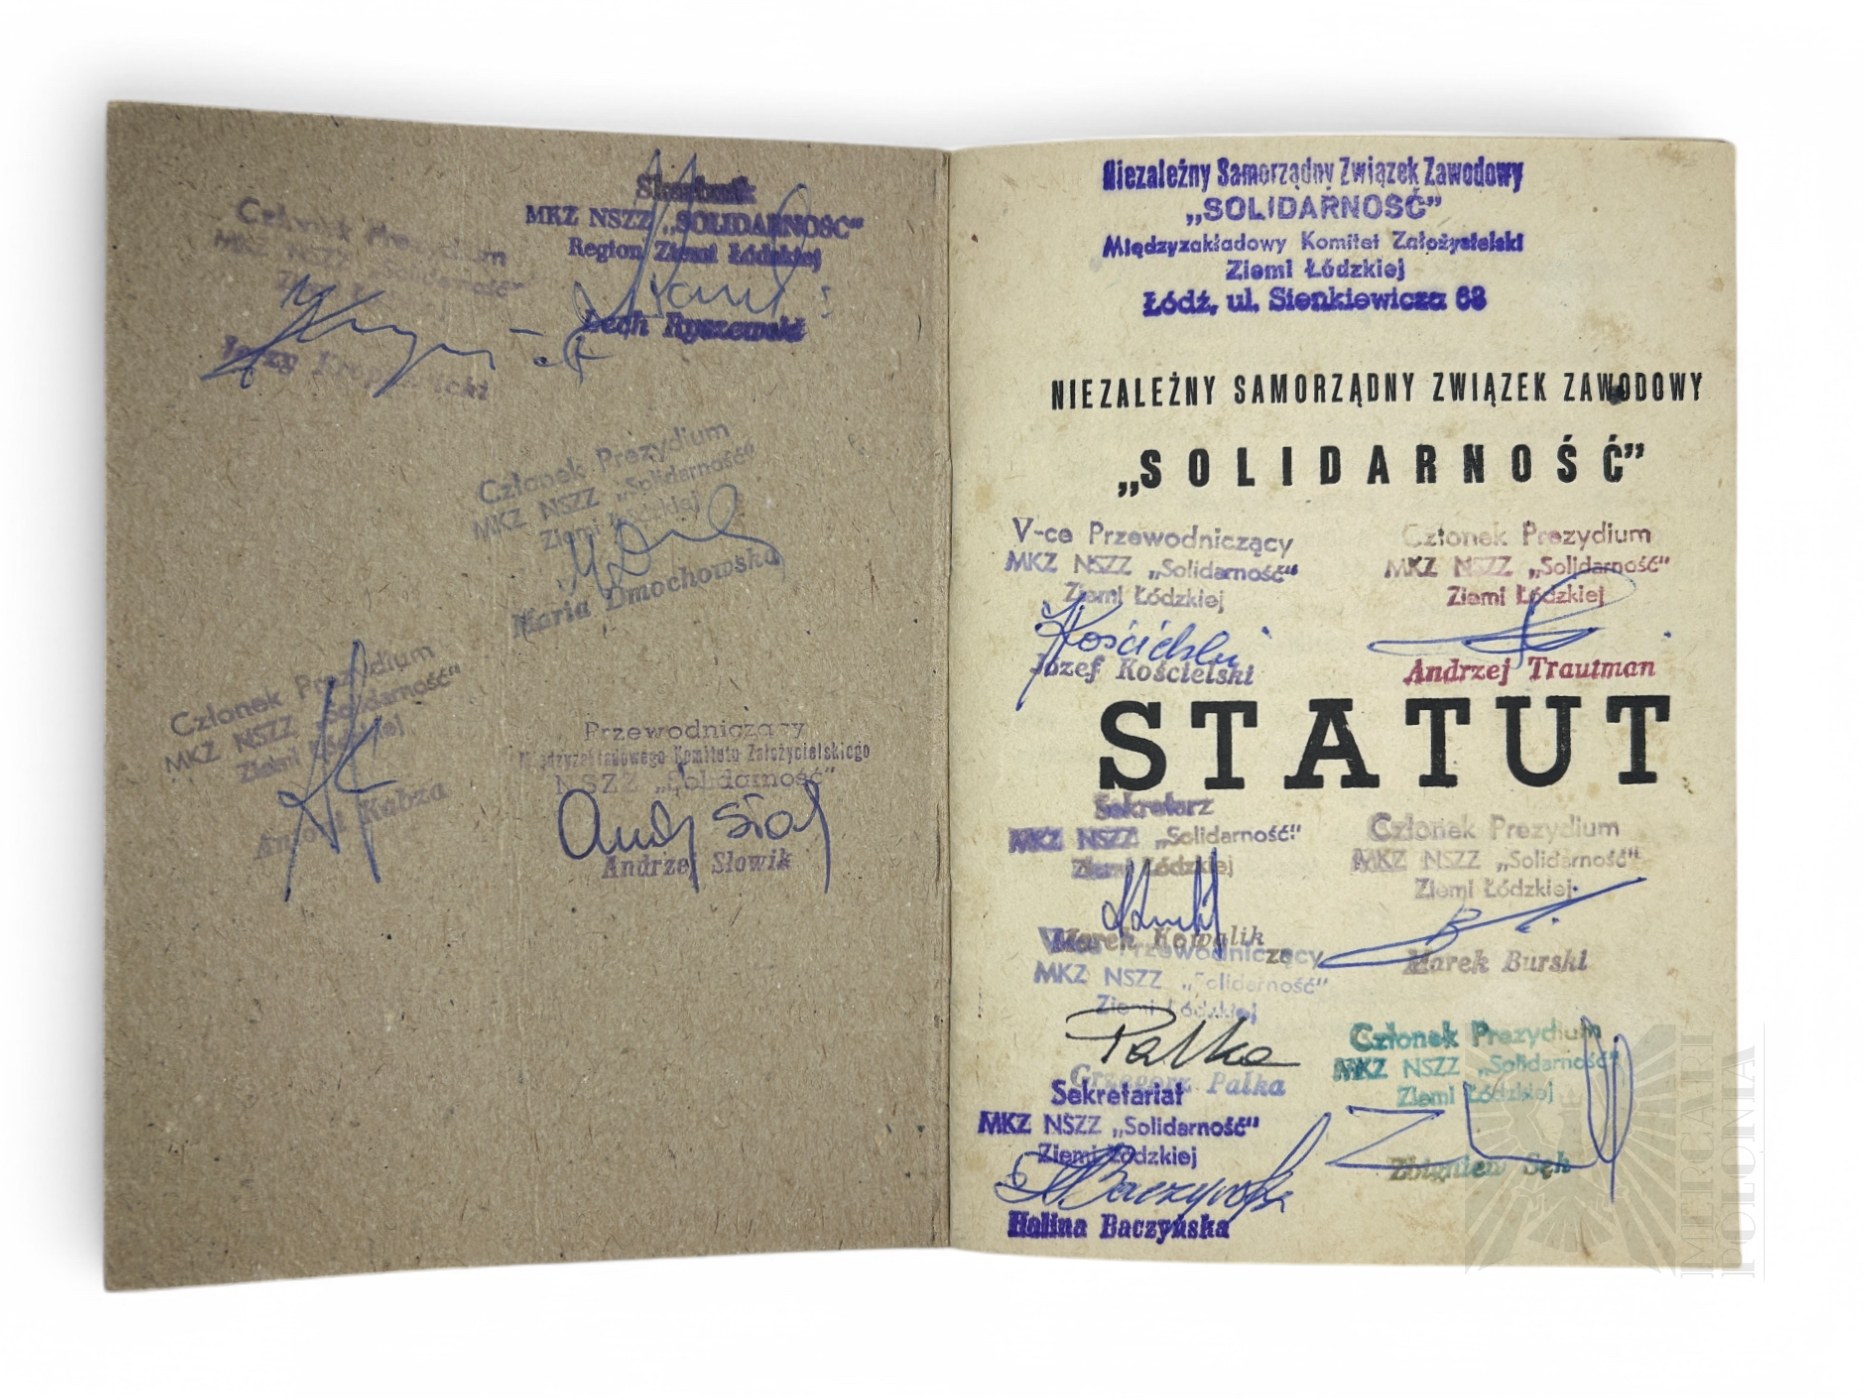 Członek Prezydium
MKZ NSZZ „Solidarność”
Skarbnik
MKZ NSZZ „SOLIDARNOŚĆ”
Region Ziemi Łódzkiej
Lech Ryszewski
Członek Prezydium
MKZ NSZZ „Solidarność”
Ziemi Łódzkiej
Maria Dmochowska
Członek Prezydium
MKZ NSZZ „Solidarność”
Ziemi Łódzkiej
Kabza
Przewodniczący
Międzyzakładowego Komitetu Założycielskiego
NSZZ „Solidarność”
Andrzej Słowik
Niezależny Samorządny Związek Zawodowy
„SOLIDARNOŚĆ”
Międzyzakładowy Komitet Założycielski
Ziemi Łódzkiej
Łódź, ul. Sienkiewicza 63
NIEZALEŻNY SAMORZĄDNY ZWIĄZEK ZAWODOWY
„SOLIDARNOŚĆ”
V-ce Przewodniczący
MKZ NSZZ „Solidarność”
Ziemi Łódzkiej
Kościelski
Józef Kościelski
Członek Prezydium
MKZ NSZZ „Solidarność”
Ziemi Łódzkiej
Andrzej Trautman
STATUT
Sekretarz
MKZ NSZZ „Solidarność”
Ziemi Łódzkiej
Marek Kowalik
Członek Prezydium
MKZ NSZZ „Solidarność”
Ziemi Łódzkiej
Marek Burski
Przewodniczący
MKZ NSZZ „Solidarność”
Ziemi Łódzkiej
Palka
Grzegorz Palka
Członek Prezydium
MKZ NSZZ „Solidarność”
Ziemi Łódzkiej
Zbigniew Sęk
Sekretariat
MKZ NSZZ „Solidarność”
Ziemi Łódzkiej
Halina Baczyńska
IMERCATI
POLONIA